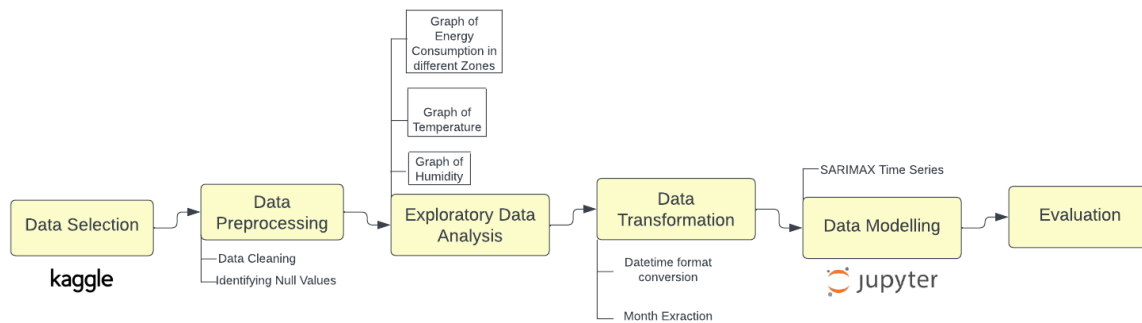 Graph of
Energy
Consumption in
different Zones
Graph of
Temperature
Graph of
Humidity
Data Selection
kaggle
Data
Preprocessing
Data Cleaning
Identifying Null Values
Exploratory Data
Analysis
Data
Transformation
Datetime format
conversion
Month Exraction
SARIMAX Time Series
Data Modelling
jupyter
Evaluation